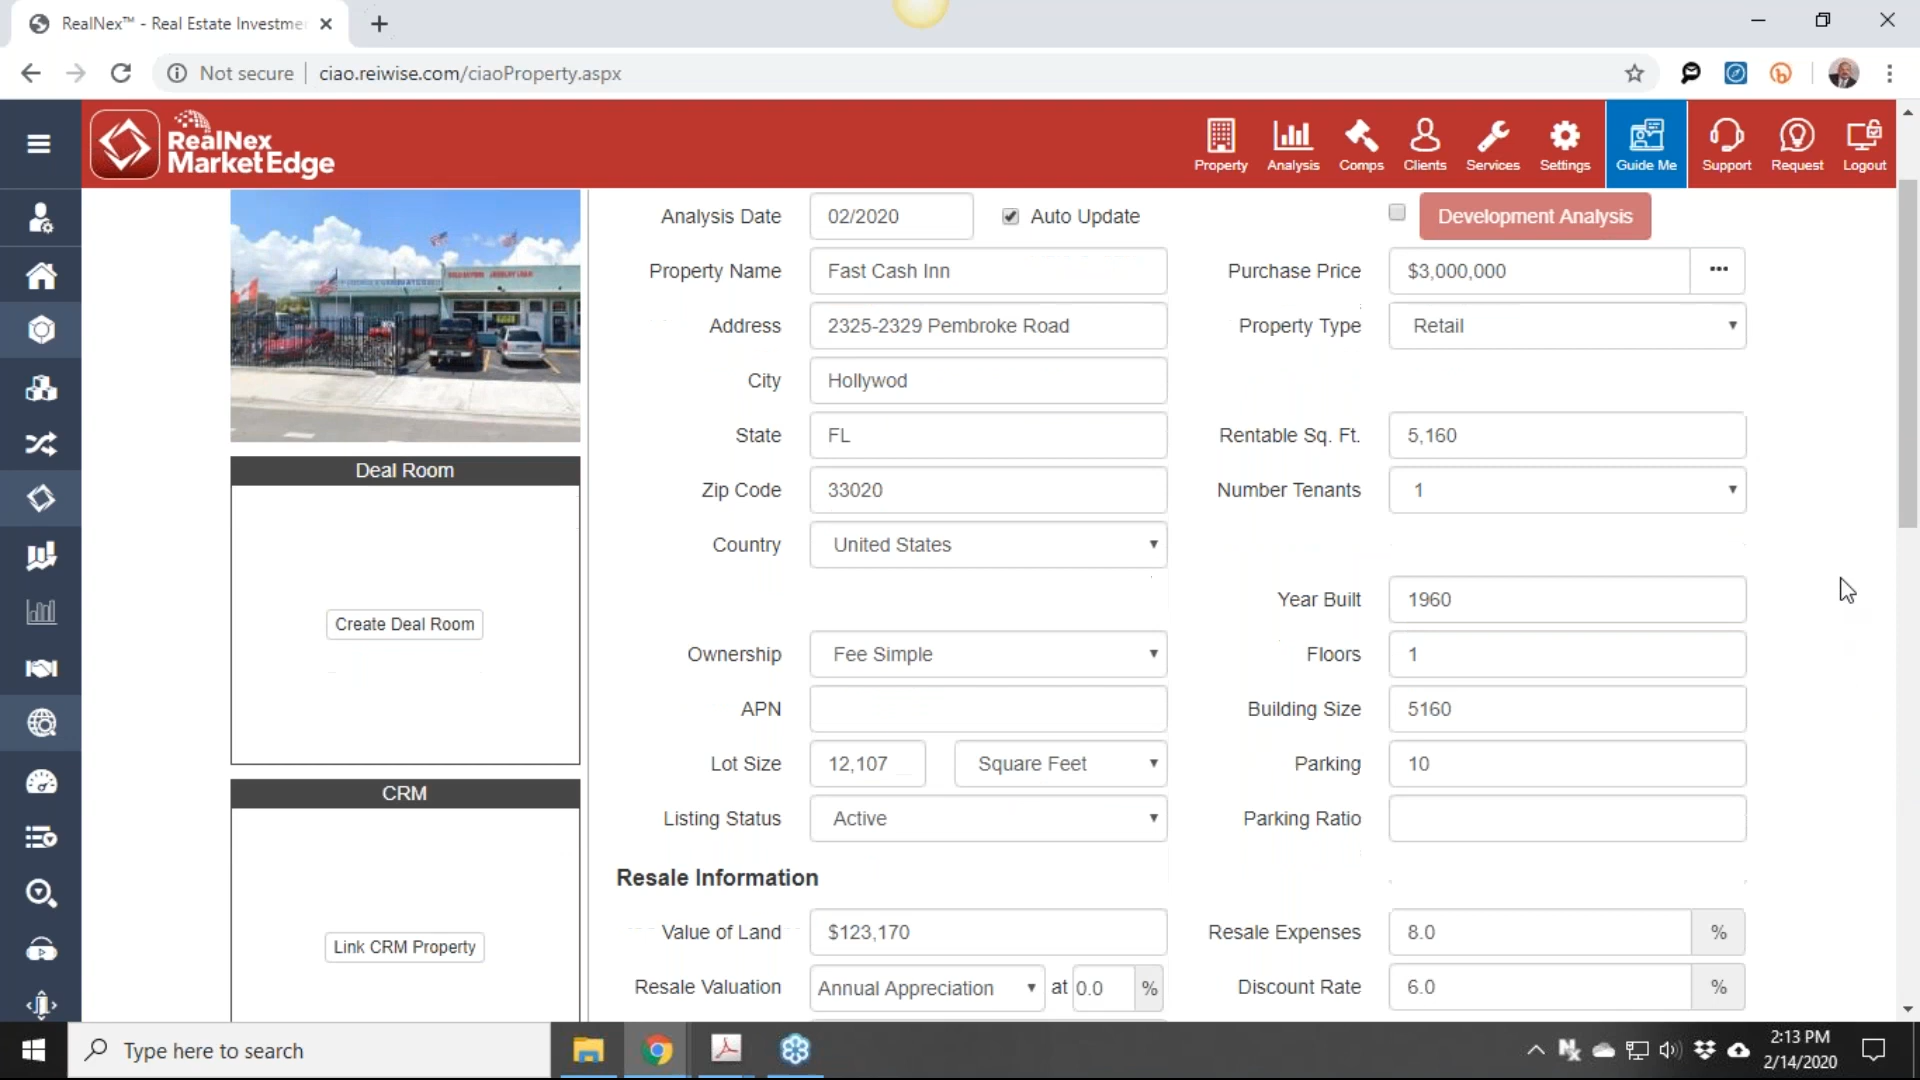 RealNex™ - Real Estate Investme
Not secure ciao.reiwise.com/ciaoProperty.aspx
RealNex
MarketEdge
Property Analysis Comps Clients Services Settings Guide Me Support Request Logout
Analysis Date 02/2020 Auto Update Development Analysis
Property Name Fast Cash Inn Purchase Price $3,000,000
Address 2325-2329 Pembroke Road Property Type Retail
City Hollywod
State FL Rentable Sq. Ft. 5,160
Deal Room
Zip Code 33020 Number Tenants 1
Country United States
Year Built 1960
Create Deal Room
Ownership Fee Simple Floors 1
APN Building Size 5160
Lot Size 12,107 Square Feet Parking 10
CRM
Listing Status Active Parking Ratio
Resale Information
Value of Land $123,170 Resale Expenses 8.0 %
Link CRM Property
Resale Valuation Annual Appreciation at 0.0 % Discount Rate 6.0 %
Type here to search
2:13 PM
2/14/2020